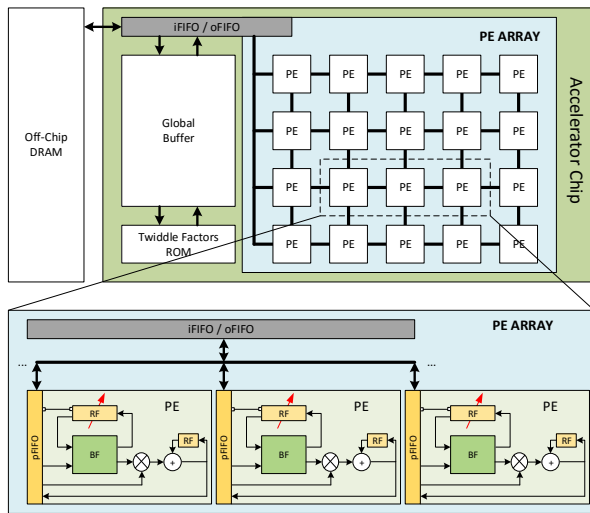 iFIFO / oFIFO
PE ARRAY
Off-Chip
DRAM
Global
Buffer
Twiddle Factors
ROM
PE PE PE PE PE
PE PE PE PE PE
PE PE PE PE PE
PE PE PE PE PE
Accelerator Chip
iFIFO / oFIFO
PE ARRAY
... ...
pFIFO RF BF RF + PE
pFIFO RF BF RF + PE
pFIFO RF BF RF + PE